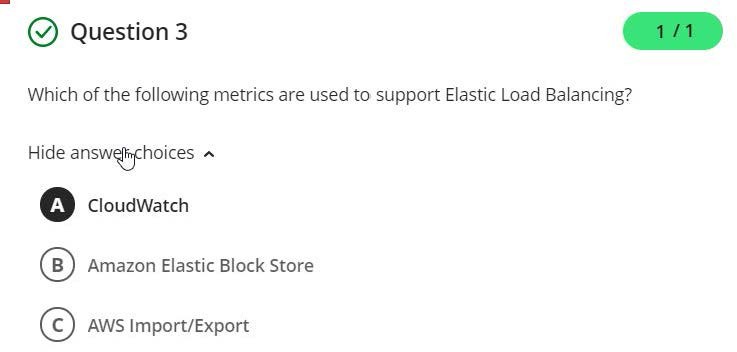 Question 3
1 / 1
Which of the following metrics are used to support Elastic Load Balancing?
Hide answer choices
A CloudWatch
B Amazon Elastic Block Store
C AWS Import/Export